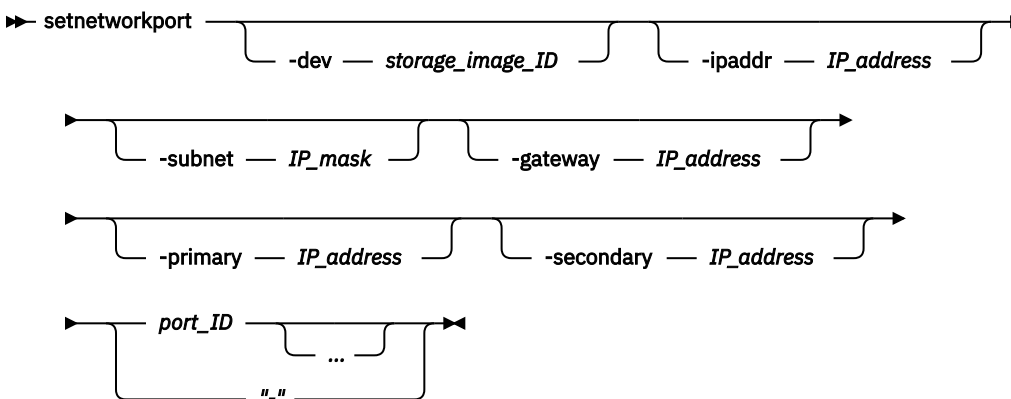 setnetworkport
-dev storage_image_ID -ipaddr IP_address
-subnet IP_mask -gateway IP_address
-primary IP_address -secondary IP_address
port_ID
...
"-"